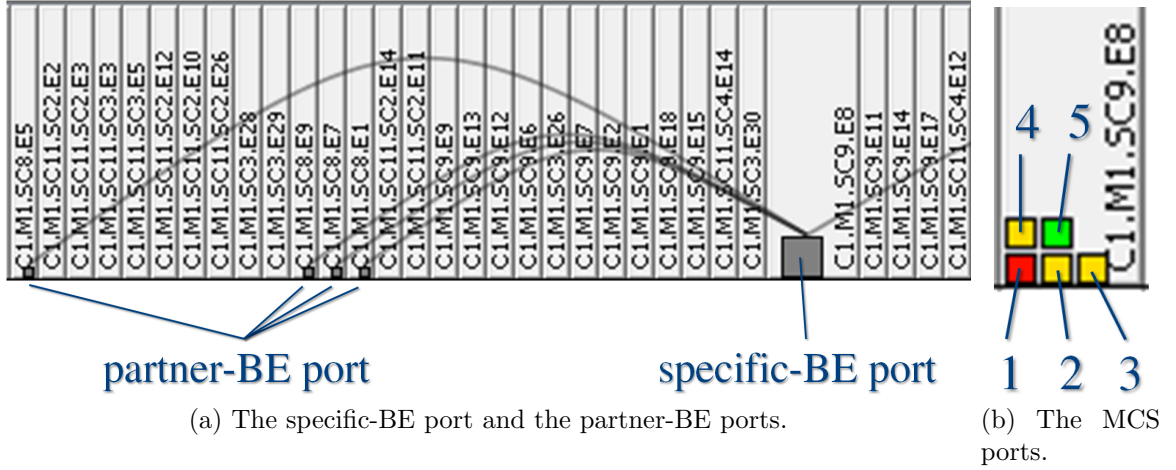 C1.M1.SC8.E5
C1.M1.SC11.SC2.E2
C1.M1.SC11.SC2.E3
C1.M1.SC11.SC3.E3
C1.M1.SC11.SC3.E5
C1.M1.SC11.SC2.E12
C1.M1.SC11.SC2.E10
C1.M1.SC11.SC2.E26
C1.M1.SC3.E28
C1.M1.SC3.E29
C1.M1.SC8.E9
C1.M1.SC8.E7
C1.M1.SC8.E1
C1.M1.SC11.SC2.E14
C1.M1.SC11.SC2.E11
C1.M1.SC9.E9
C1.M1.SC9.E13
C1.M1.SC9.E12
C1.M1.SC9.E6
C1.M1.SC3.E26
C1.M1.SC9.E7
C1.M1.SC9.E2
C1.M1.SC9.E1
C1.M1.SC9.E18
C1.M1.SC9.E15
C1.M1.SC11.SC4.E14
C1.M1.SC3.E30
C1.M1.SC9.E8
C1.M1.SC9.E11
C1.M1.SC9.E14
C1.M1.SC9.E17
C1.M1.SC11.SC4.E12
partner-BE port
specific-BE port
(a) The specific-BE port and the partner-BE ports.
C1.M1.SC9.E8
4 5
1 2 3
(b) The MCS
ports.